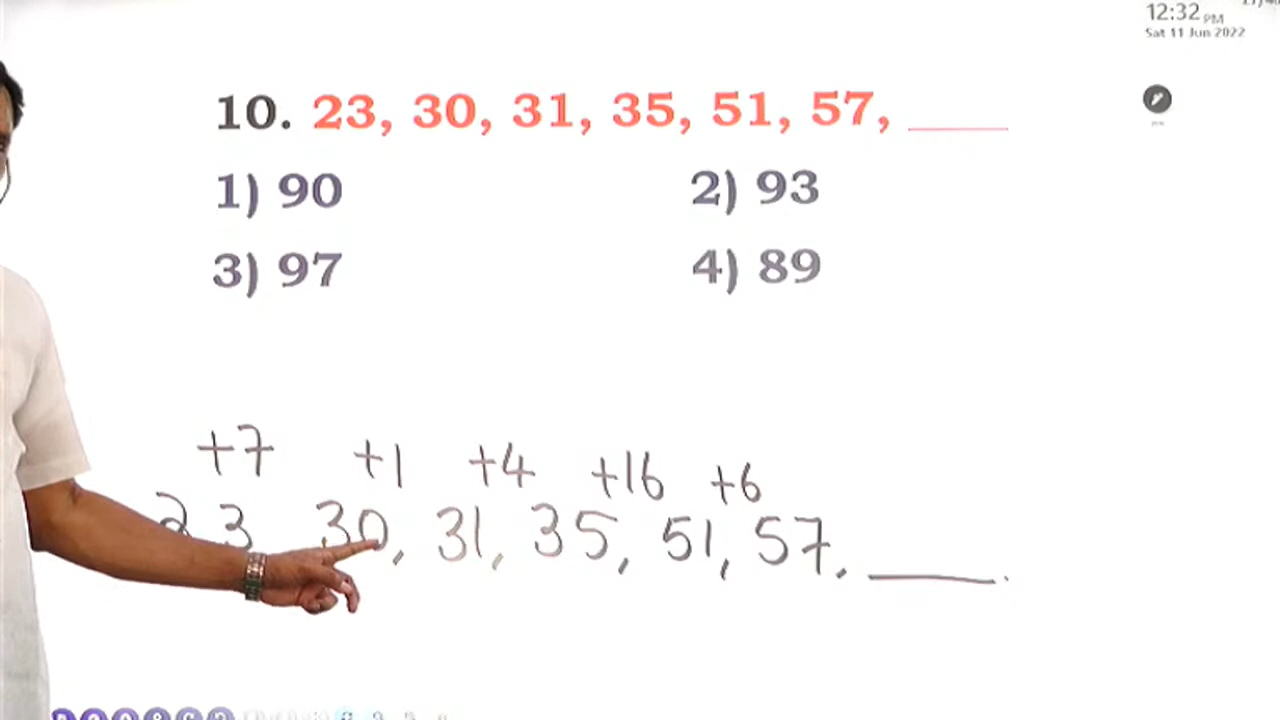 12:32 PM
Sat 11 Jun 2022
10. 23, 30, 31, 35, 51, 57, ____
1) 90 2) 93
3) 97 4) 89
+7 +1 +4 +16 +6
23 30, 31, 35, 51, 57, ____